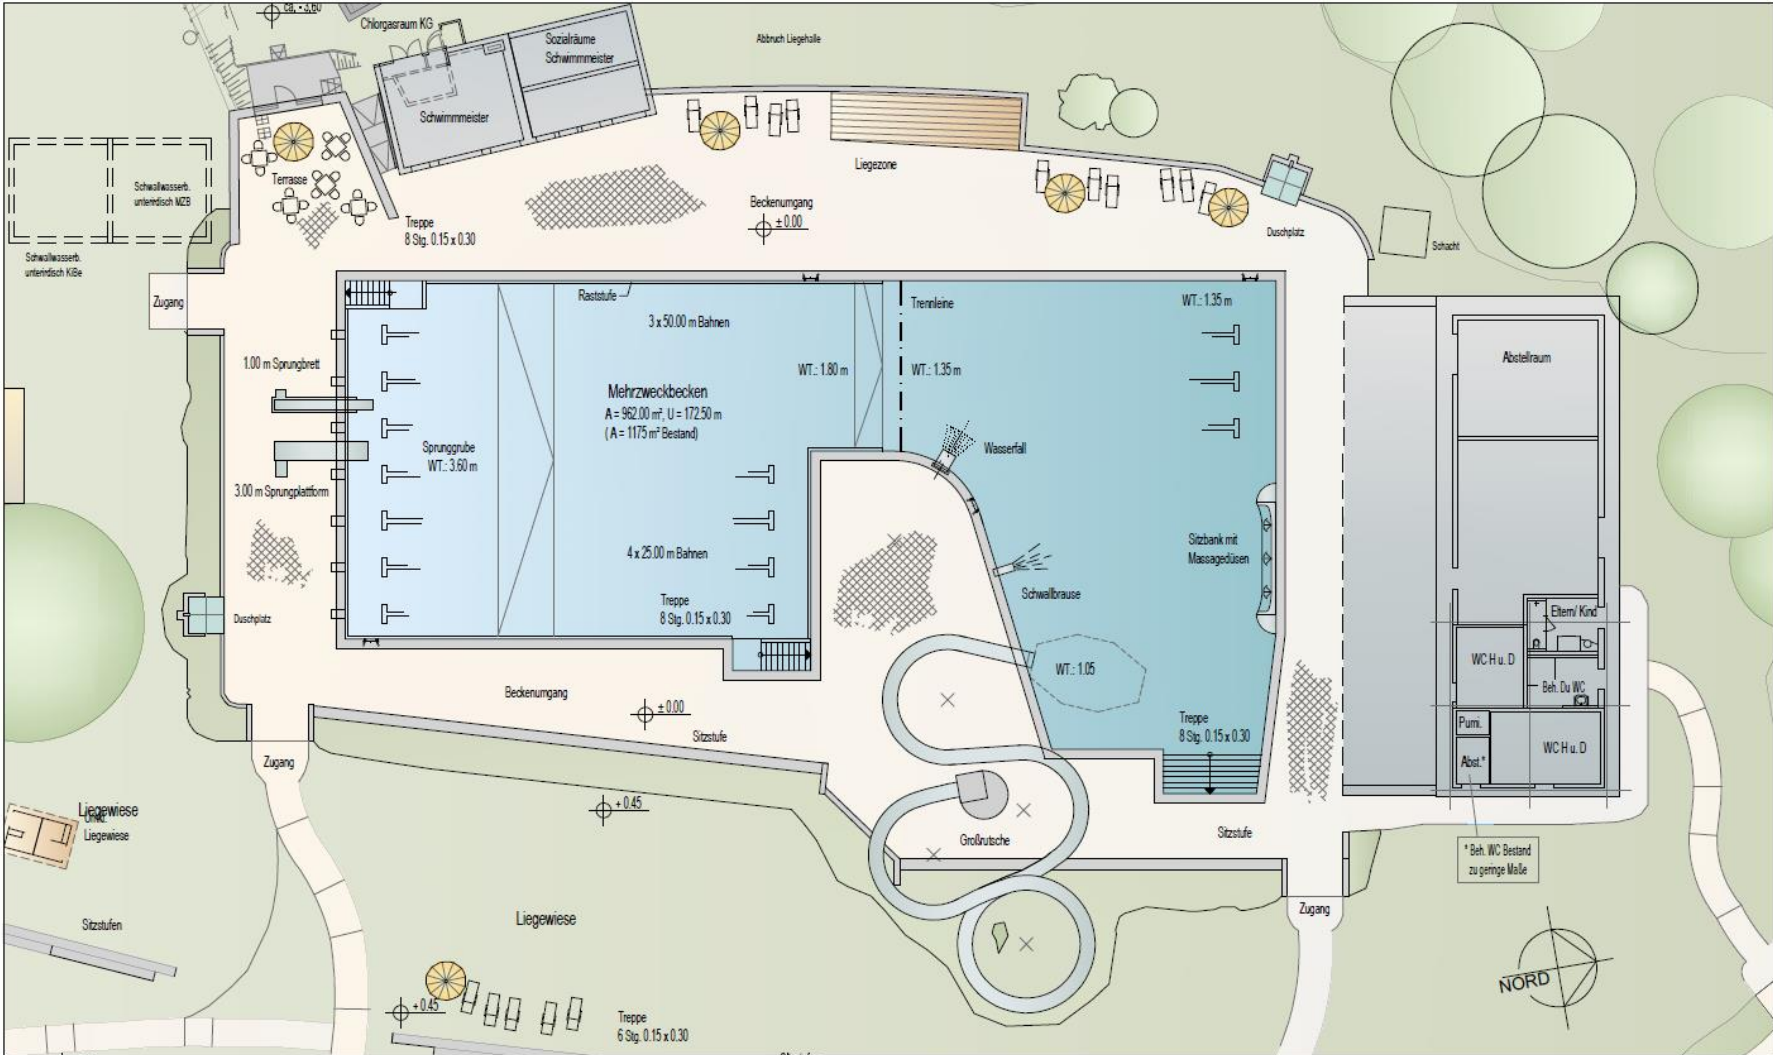 ca. - 3,60
Chlorgasraum KG
Sozialräume
Schwimmmeister
Abbruch Liegehalle
Schwimmmeister
Schwallwasserb.
unterirdisch MZB
Terrasse
Liegezone
Treppe
8 Stg. 0.15 x 0.30
Beckenumgang
± 0.00
Duschplatz
Schacht
Schwallwasserb.
unterirdisch KiBe
Zugang
Raststufe
3 x 50.00 m Bahnen
Trennleine
WT.: 1.35 m
1.00 m Sprungbrett
WT.: 1.80 m
WT.: 1.35 m
Abstellraum
Mehrzweckbecken
A = 962.00 m², U = 172.50 m
( A = 1175 m² Bestand)
Sprunggrube
WT.: 3.60 m
Wasserfall
3.00 m Sprungplattform
4 x 25.00 m Bahnen
Sitzbank mit
Massagedüsen
Schwallbrause
Treppe
8 Stg. 0.15 x 0.30
Duschplatz
Eltern/ Kind
WC H u. D
WT.: 1.05
Beh. Du WC
Beckenumgang
± 0.00
Sitzstufe
Treppe
8 Stg. 0.15 x 0.30
Pumi.
WC H u. D
Abst.*
Zugang
+ 0.45
Liegewiese
Liegewiese
Großrutsche
Sitzstufe
* Beh. WC Bestand
zu geringe Maße
Sitzstufen
Liegewiese
Zugang
NORD
+ 0.45
Treppe
6 Stg. 0.15 x 0.30